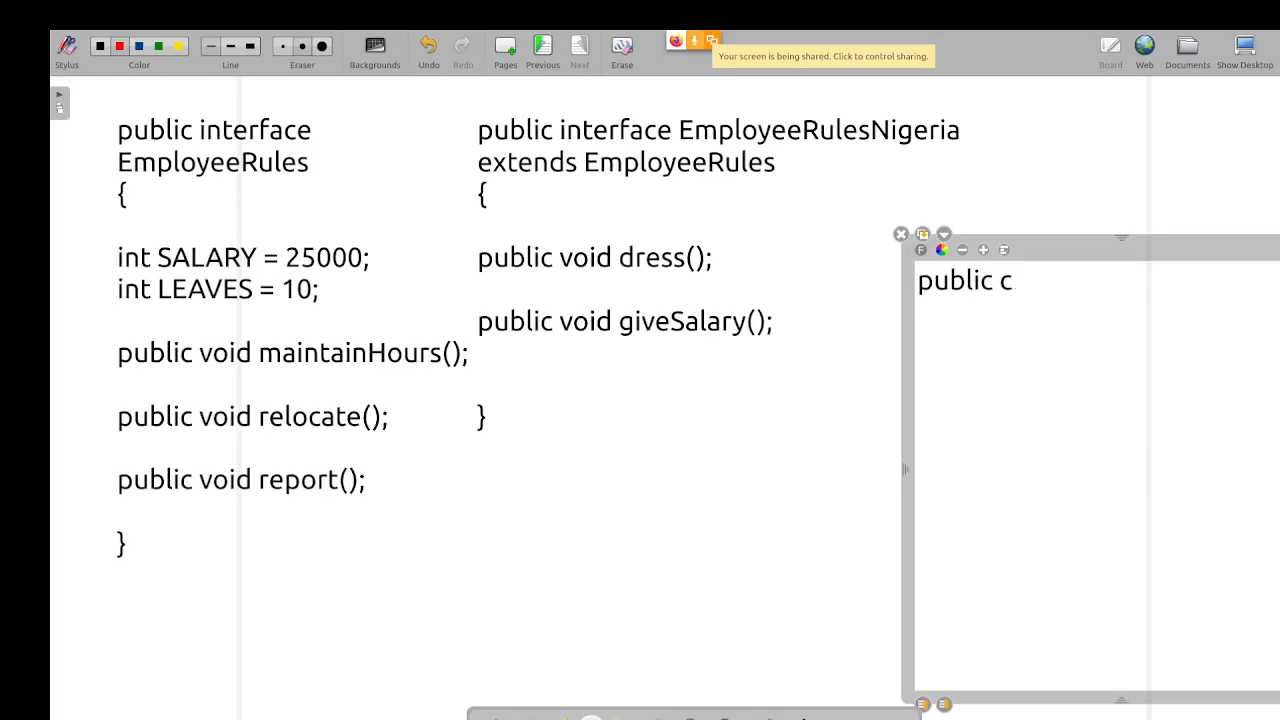 Stylus
Color
Line
Eraser
Backgrounds
Undo
Redo
Pages
Previous
Next
Erase
Your screen is being shared. Click to control sharing.
Board
Web
Documents
Show Desktop
public interface
EmployeeRules
{
int SALARY = 25000;
int LEAVES = 10;
public void maintainHours();
public void relocate();
public void report();
}
public interface EmployeeRulesNigeria
extends EmployeeRules
{
public void dress();
public void giveSalary();
}
F
public c